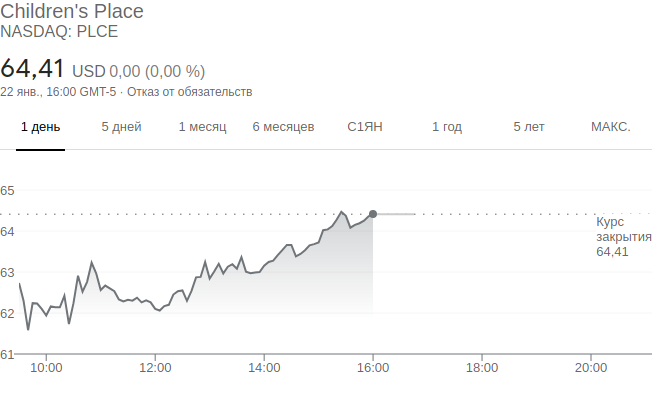 Children's Place
NASDAQ: PLCE
64,41 USD 0,00 (0,00 %)
22 янв., 16:00 GMT-5 · Отказ от обязательств
1 день 5 дней 1 месяц 6 месяцев С1ЯН 1 год 5 лет МАКС.
65
64
63
62
61
Курс
закрытия
64,41
10:00 12:00 14:00 16:00 18:00 20:00